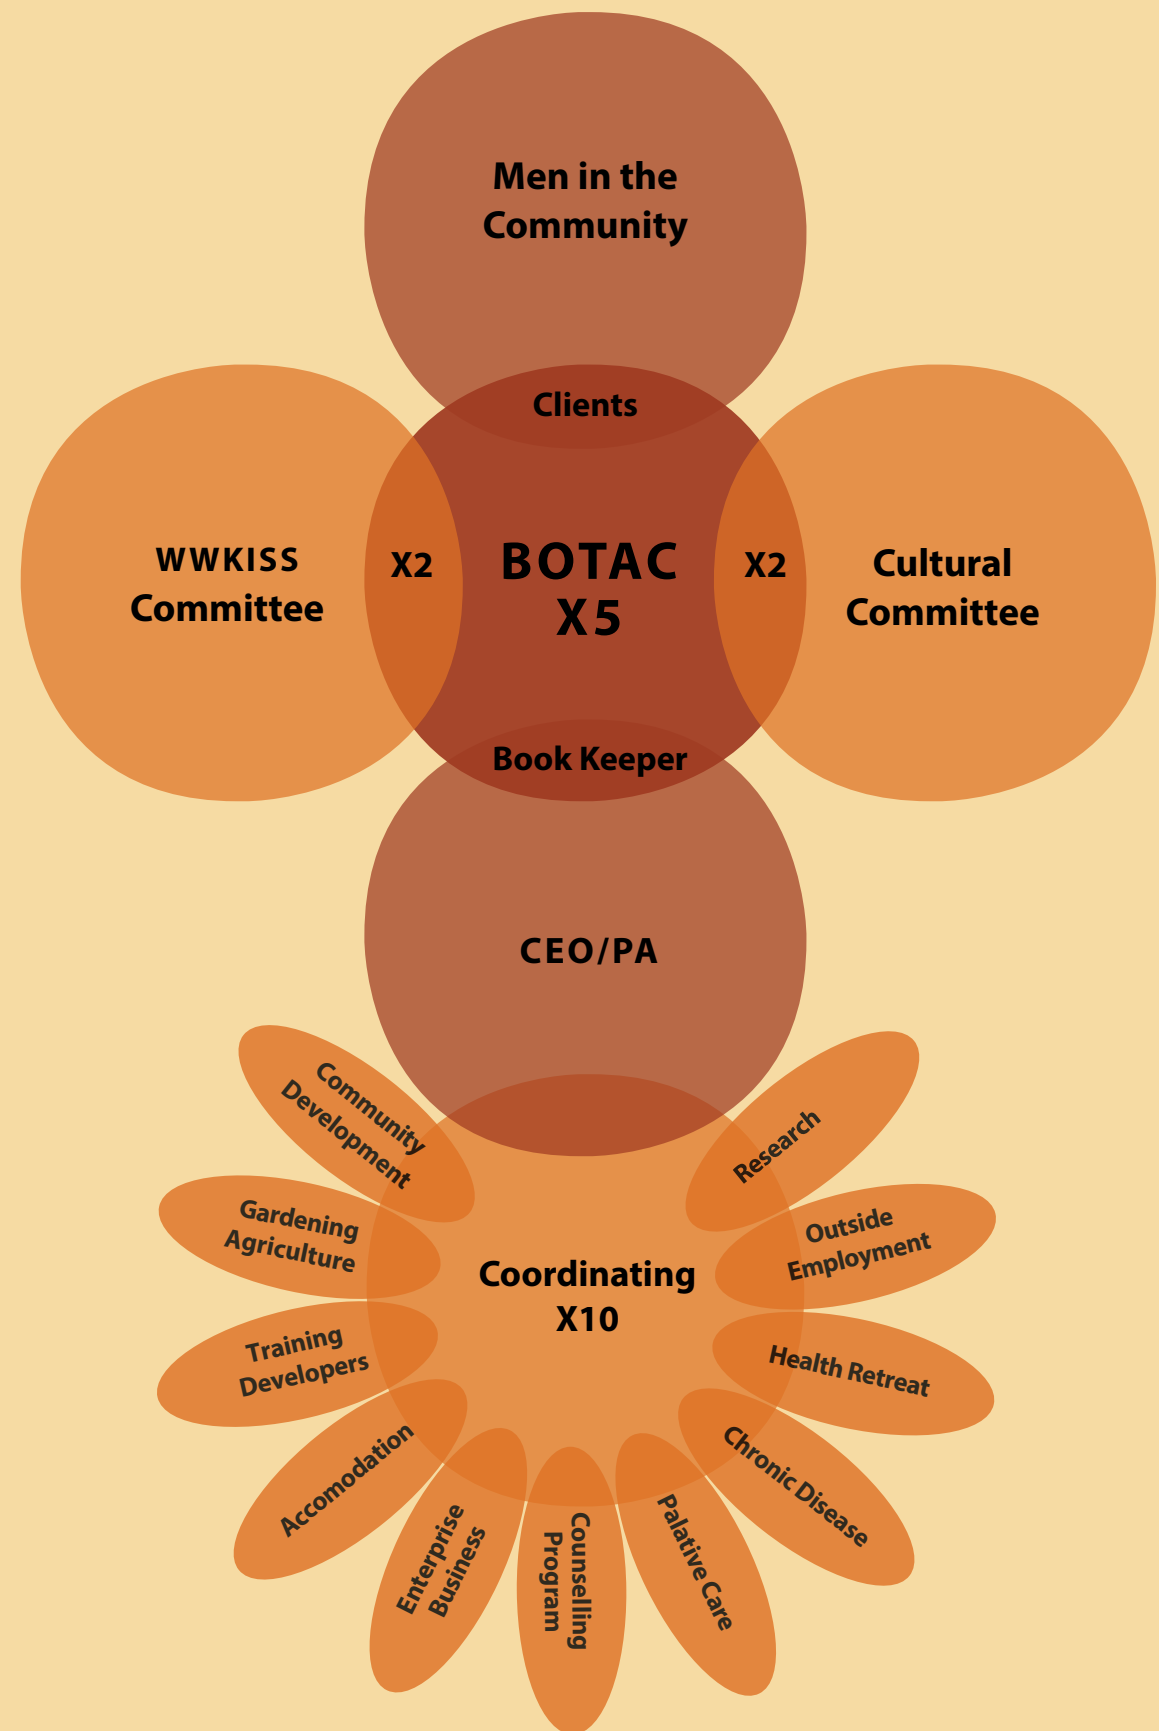 Men in the
Community
Clients
WWKISS
Committee
X2
BOTAC
X5
X2
Cultural
Committee
Book Keeper
CEO/PA
Community
Development
Research
Gardening
Agriculture
Outside
Employment
Coordinating
X10
Training
Developers
Health Retreat
Accomodation
Chronic Disease
Enterprise
Business
Counselling
Program
Palative Care